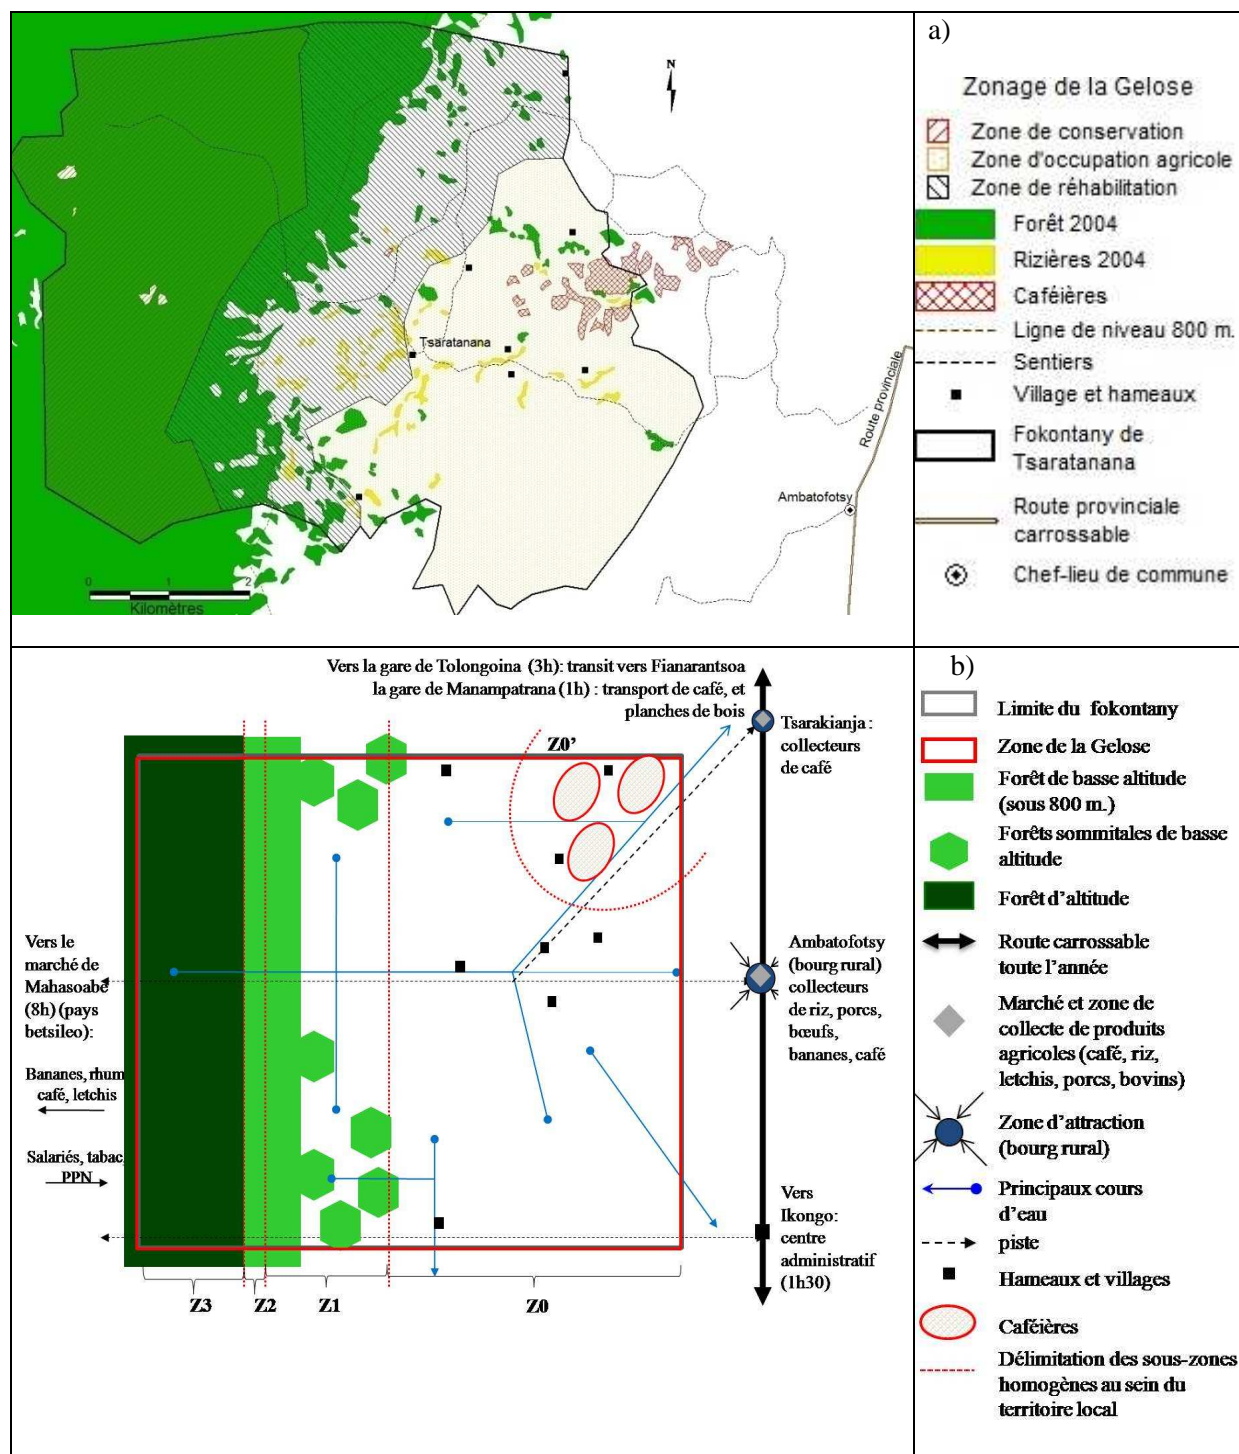 N
Tsaratanana
Route provinciale
Ambatofotsy
0 1 2
Kilomètres
a)
Zonage de la Gelose
Zone de conservation
Zone d'occupation agricole
Zone de réhabilitation
Forêt 2004
Rizières 2004
Caféières
Ligne de niveau 800 m.
Sentiers
Village et hameaux
Fokontany de
Tsaratanana
Route provinciale
carrossable
Chef-lieu de commune
Vers la gare de Tolongoina (3h): transit vers Fianarantsoa
la gare de Manampatrana (1h) : transport de café, et
planches de bois
Tsarakianja :
collecteurs
de café
Z0’
Vers le
marché de
Mahasoabe
(8h) (pays
betsileo):
Bananes, rhum
café, letchis
Salariés, tabac,
PPN
Ambatofotsy
(bourg rural)
collecteurs
de riz, porcs,
bœufs,
bananes, café
Vers
Ikongo:
centre
administratif
(1h30)
Z3 Z2 Z1 Z0
b)
Limite du fokontany
Zone de la Gelose
Forêt de basse altitude
(sous 800 m.)
Forêts sommitales de basse
altitude
Forêt d’altitude
Route carrossable
toute l’année
Marché et zone de
collecte de produits
agricoles (café, riz,
letchis, porcs, bovins)
Zone d’attraction
(bourg rural)
Principaux cours
d’eau
piste
Hameaux et villages
Caféières
Délimitation des sous-zones
homogènes au sein du
territoire local